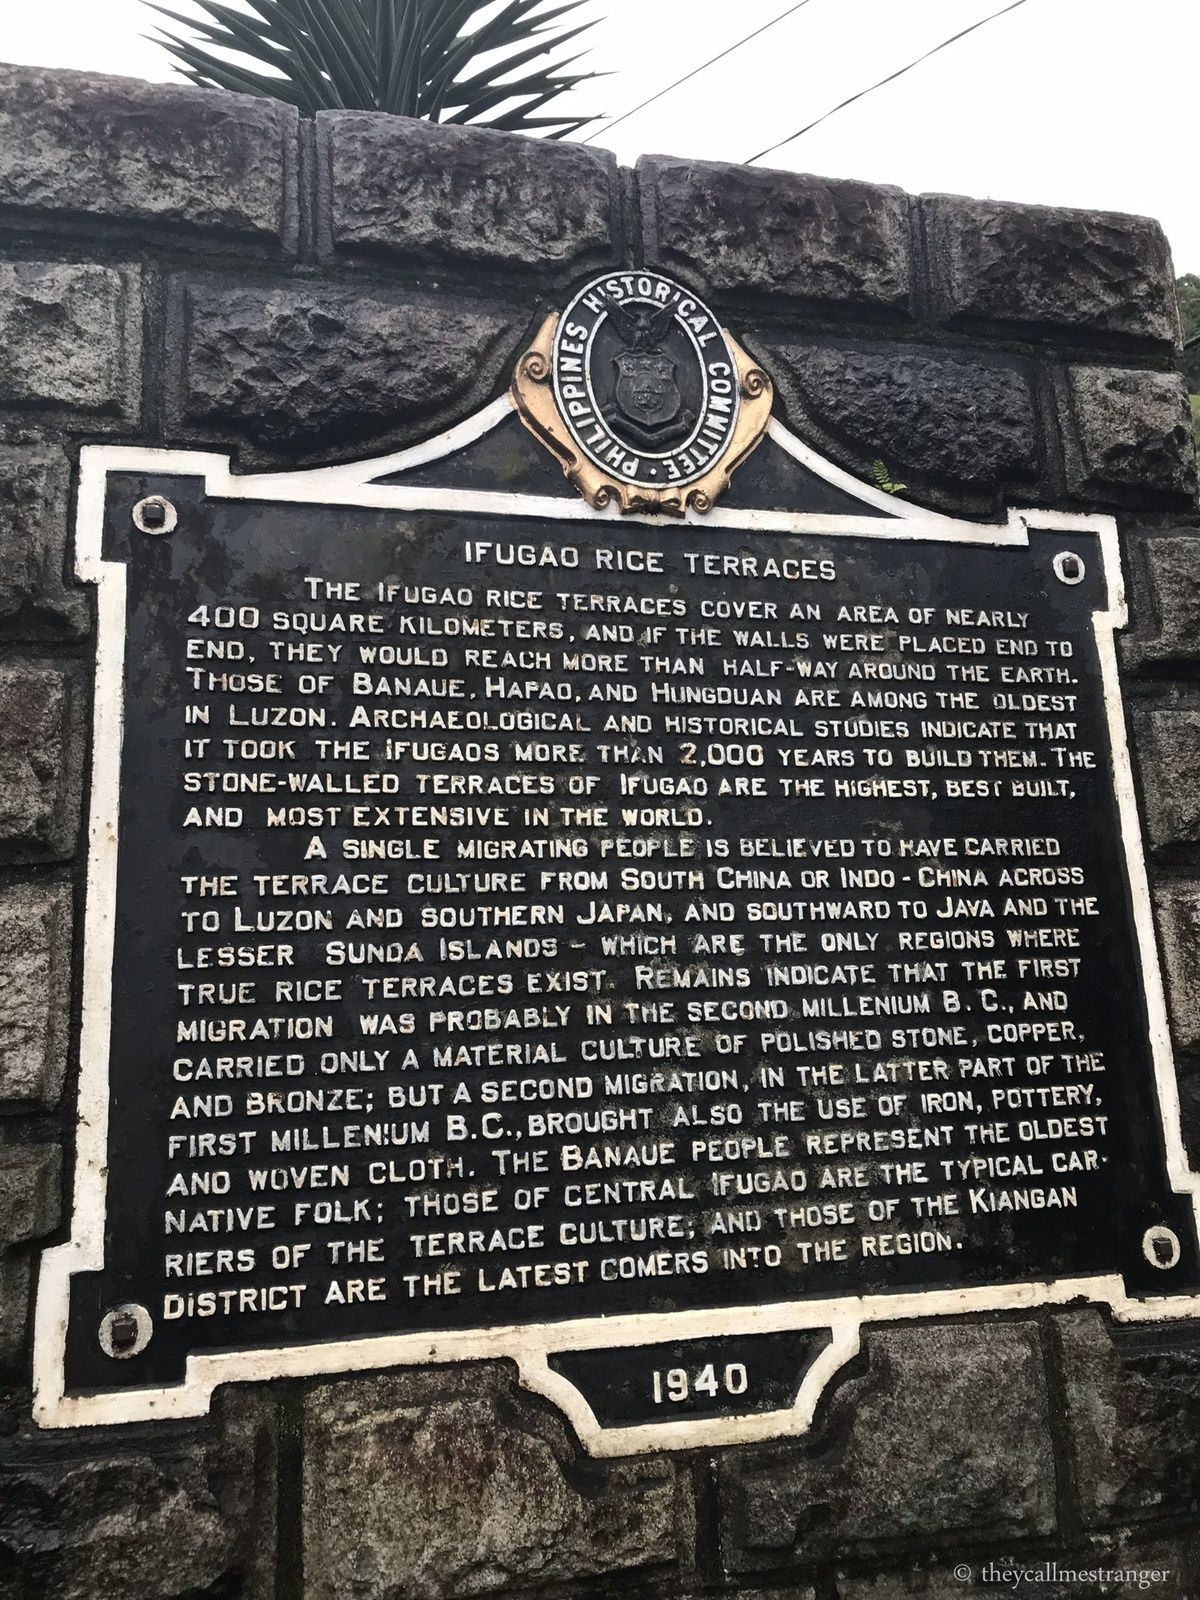 PHILIPPINES HISTORICAL COMMITTEE
IFUGAO RICE TERRACES
THE IFUGAO RICE TERRACES COVER AN AREA OF NEARLY
400 SQUARE KILOMETERS, AND IF THE WALLS WERE PLACED END TO
END, THEY WOULD REACH MORE THAN HALF-WAY AROUND THE EARTH.
THOSE OF BANAUE, HAPAO, AND HUNGDUAN ARE AMONG THE OLDEST
IN LUZON. ARCHAEOLOGICAL AND HISTORICAL STUDIES INDICATE THAT
IT TOOK THE IFUGAOS MORE THAN 2,000 YEARS TO BUILD THEM. THE
STONE-WALLED TERRACES OF IFUGAO ARE THE HIGHEST, BEST BUILT,
AND MOST EXTENSIVE IN THE WORLD.
A SINGLE MIGRATING PEOPLE IS BELIEVED TO HAVE CARRIED
THE TERRACE CULTURE FROM SOUTH CHINA OR INDO-CHINA ACROSS
TO LUZON AND SOUTHERN JAPAN, AND SOUTHWARD TO JAVA AND THE
LESSER SUNDA ISLANDS - WHICH ARE THE ONLY REGIONS WHERE
TRUE RICE TERRACES EXIST. REMAINS INDICATE THAT THE FIRST
MIGRATION WAS PROBABLY IN THE SECOND MILLENIUM B.C., AND
CARRIED ONLY A MATERIAL CULTURE OF POLISHED STONE, COPPER,
AND BRONZE; BUT A SECOND MIGRATION, IN THE LATTER PART OF THE
FIRST MILLENIUM B.C., BROUGHT ALSO THE USE OF IRON, POTTERY,
AND WOVEN CLOTH. THE BANAUE PEOPLE REPRESENT THE OLDEST
NATIVE FOLK; THOSE OF CENTRAL IFUGAO ARE THE TYPICAL CAR-
RIERS OF THE TERRACE CULTURE; AND THOSE OF THE KIANGAN
DISTRICT ARE THE LATEST COMERS INTO THE REGION.
1940
© theycallmestranger